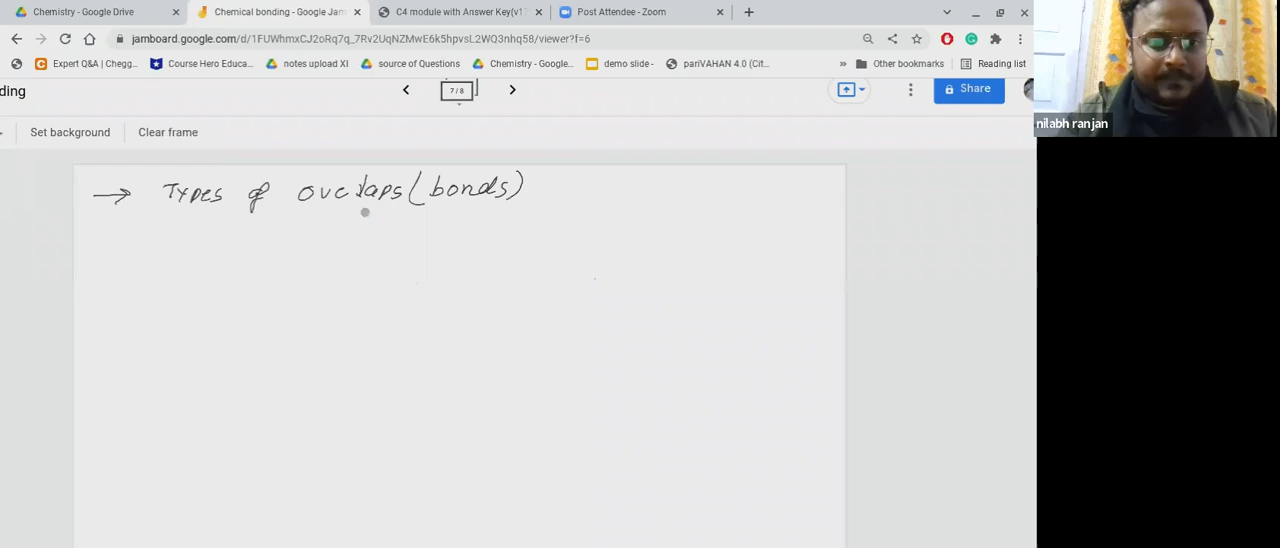 Chemistry - Google Drive
Chemical bonding - Google Jam
C4 module with Answer Key(v1
Post Attendee - Zoom
jamboard.google.com/d/1FUWhmxCJ2oRq7q_7Rv2UqNZMwE6k5hpvsL2WQ3nhq58/viewer?f=6
Expert Q&A | Chegg...
Course Hero Educa...
notes upload XI
source of Questions
Chemistry - Google...
demo slide -
pariVAHAN 4.0 (Cit...
» Other bookmarks
Reading list
ding
7 / 8
Share
nilabh ranjan
Set background
Clear frame
→ Types of overlaps (bonds)